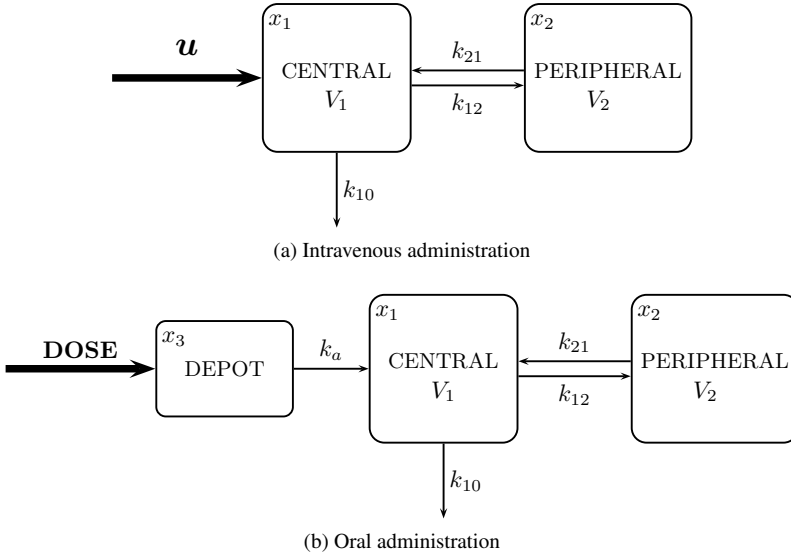 x₁
x₂
u
k₂₁
CENTRAL
PERIPHERAL
V₁
k₁₂
V₂
k₁₀
(a) Intravenous administration
x₁
x₂
DOSE
x₃
k₂₁
kₐ
DEPOT
CENTRAL
PERIPHERAL
V₁
k₁₂
V₂
k₁₀
(b) Oral administration